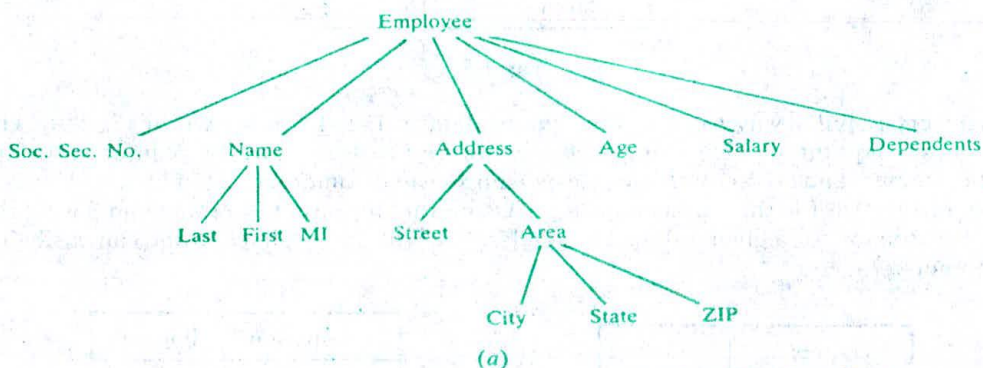 Employee
Soc. Sec. No. Name Address Age Salary Dependents
Last First MI Street Area
City State ZIP
(a)